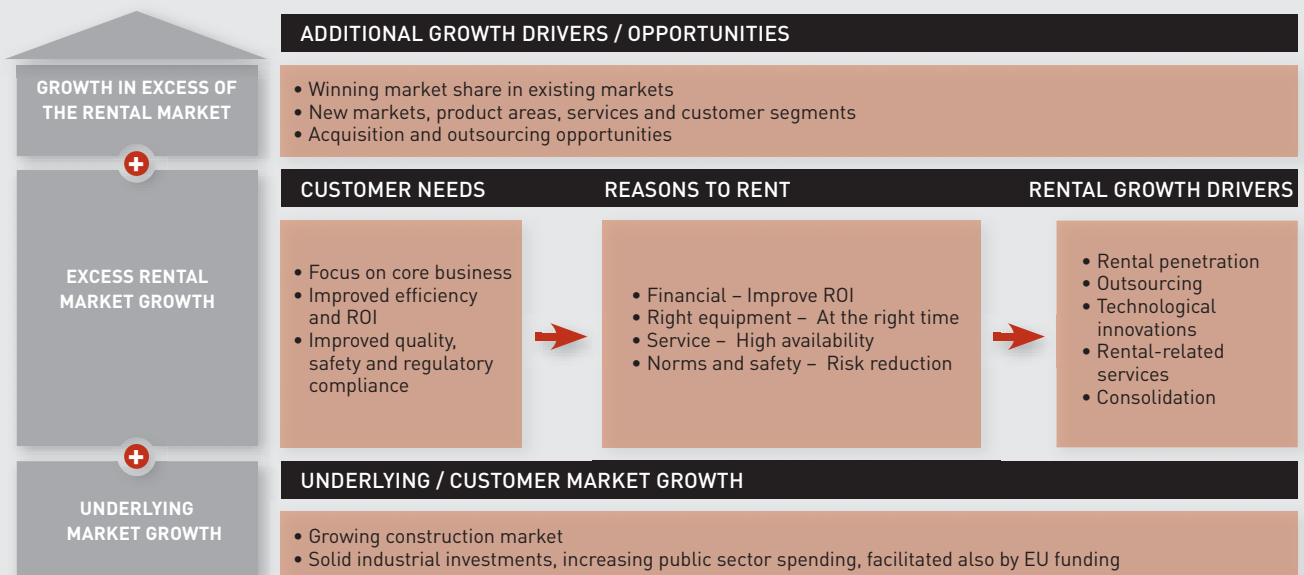 ADDITIONAL GROWTH DRIVERS / OPPORTUNITIES
GROWTH IN EXCESS OF
THE RENTAL MARKET
• Winning market share in existing markets
• New markets, product areas, services and customer segments
• Acquisition and outsourcing opportunities
CUSTOMER NEEDS
REASONS TO RENT
RENTAL GROWTH DRIVERS
EXCESS RENTAL
MARKET GROWTH
• Focus on core business
• Improved efficiency
and ROI
• Improved quality,
safety and regulatory
compliance
• Financial – Improve ROI
• Right equipment – At the right time
• Service – High availability
• Norms and safety – Risk reduction
• Rental penetration
• Outsourcing
• Technological
innovations
• Rental-related
services
• Consolidation
UNDERLYING / CUSTOMER MARKET GROWTH
UNDERLYING
MARKET GROWTH
• Growing construction market
• Solid industrial investments, increasing public sector spending, facilitated also by EU funding